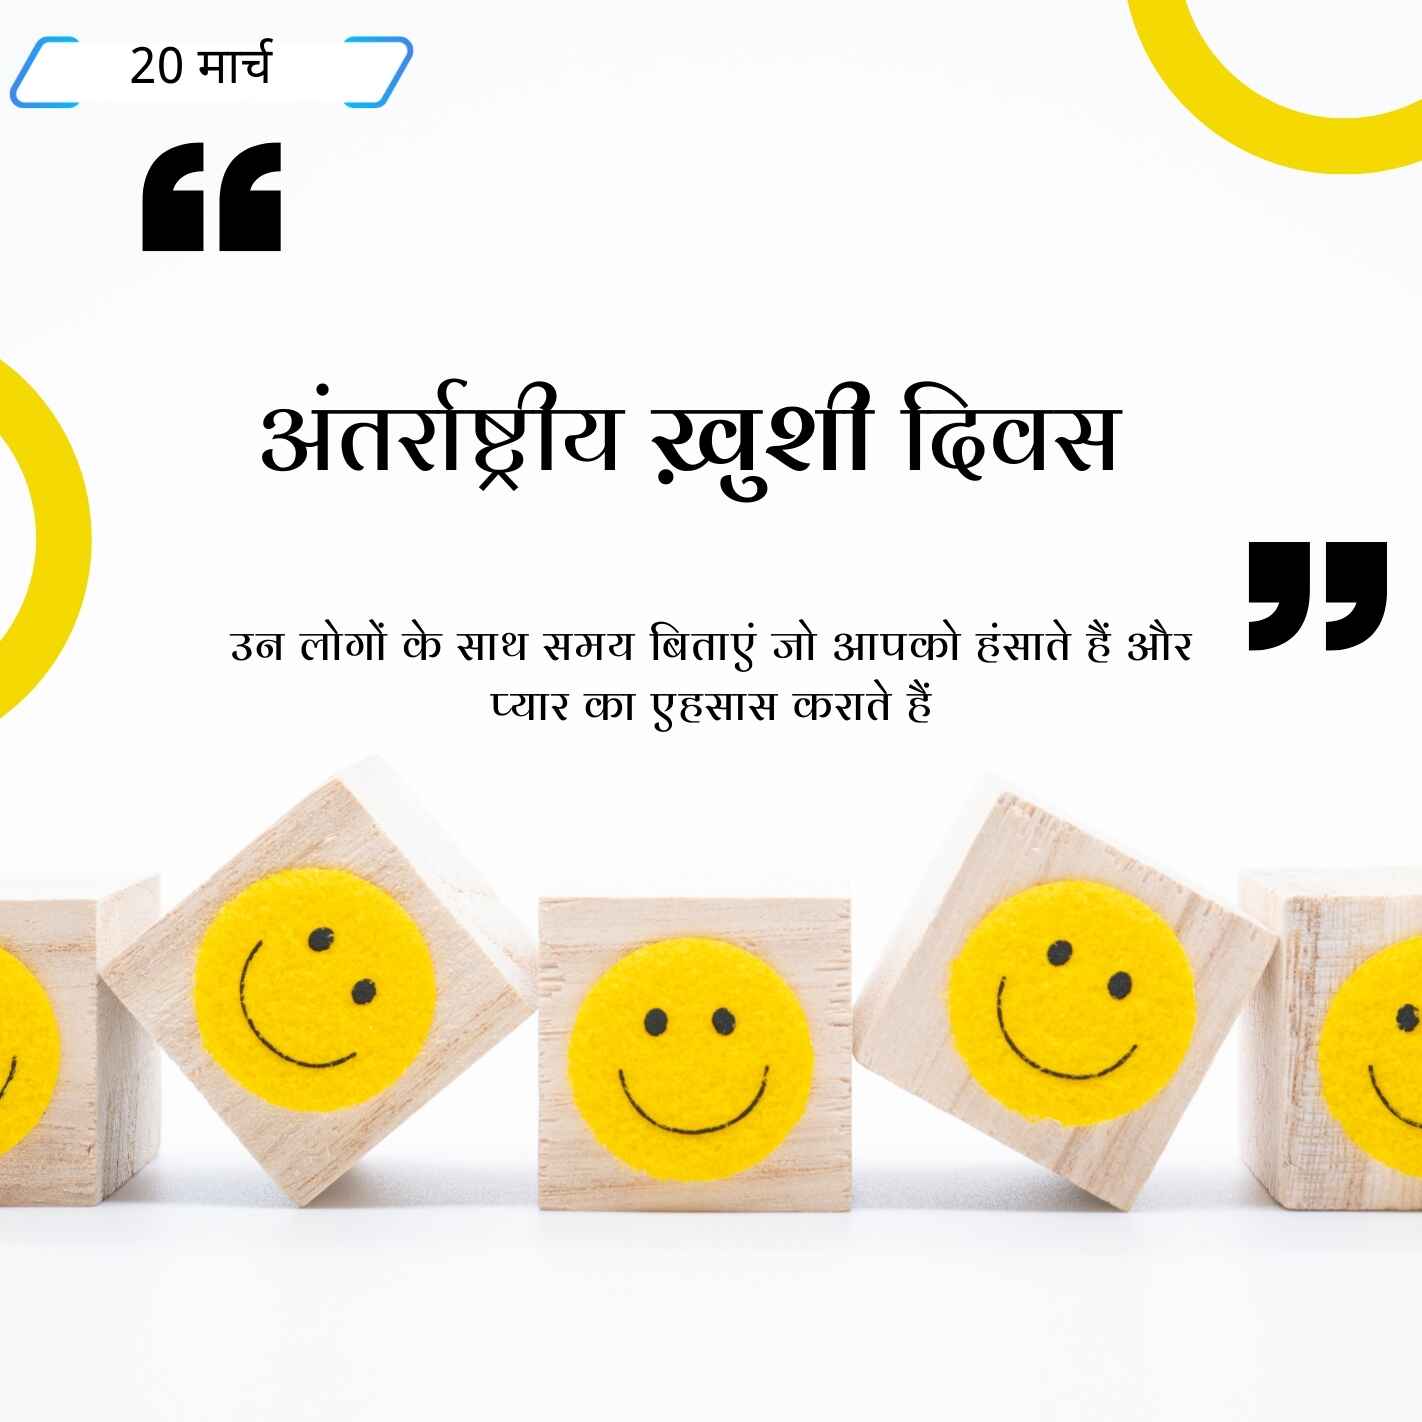 20 मार्च
अंतर्राष्ट्रीय ख़ुशी दिवस
उन लोगों के साथ समय बिताएं जो आपको हंसाते हैं और
प्यार का एहसास कराते हैं